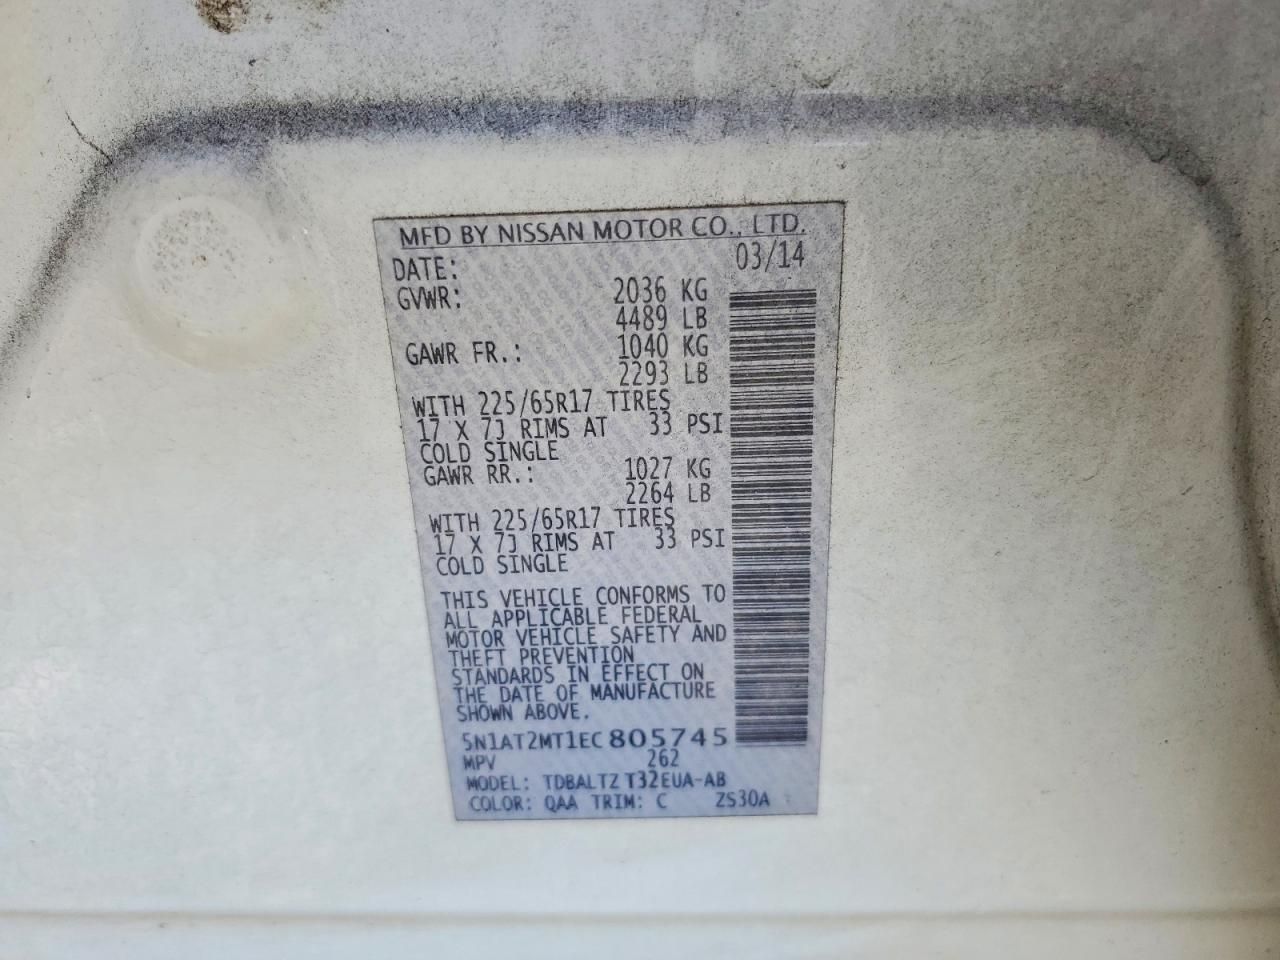 MFD BY NISSAN MOTOR CO., LTD.
DATE: 03/14
GVWR: 2036 KG
4489 LB
GAWR FR.: 1040 KG
2293 LB
WITH 225/65R17 TIRES
17 X 7J RIMS AT 33 PSI
COLD SINGLE
GAWR RR.: 1027 KG
2264 LB
WITH 225/65R17 TIRES
17 X 7J RIMS AT 33 PSI
COLD SINGLE
THIS VEHICLE CONFORMS TO
ALL APPLICABLE FEDERAL
MOTOR VEHICLE SAFETY AND
THEFT PREVENTION
STANDARDS IN EFFECT ON
THE DATE OF MANUFACTURE
SHOWN ABOVE.
5N1AT2MT1EC805745
MPV 262
MODEL: TDBALTZ T32EUA-AB
COLOR: QAA TRIM: C ZS30A